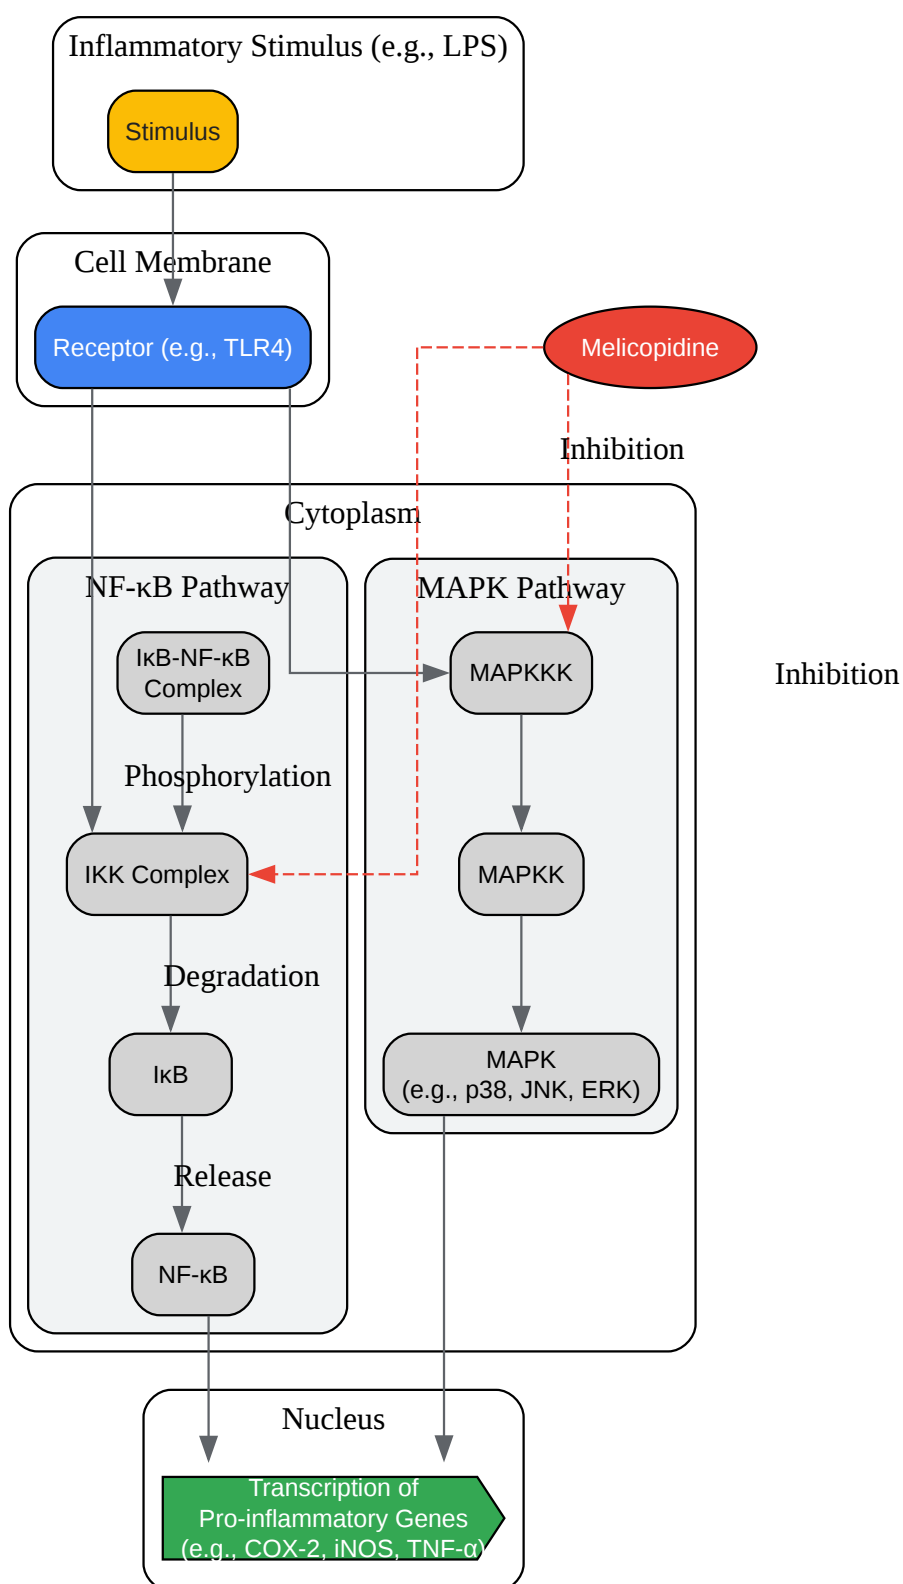 Inflammatory Stimulus (e.g., LPS)
Stimulus
Cell Membrane
Receptor (e.g., TLR4)
Melicopidine
Inhibition
Cytoplasm
NF-κB Pathway
MAPK Pathway
IκB-NF-κB
Complex
MAPKKK
Inhibition
Phosphorylation
IKK Complex
MAPKK
Degradation
IκB
MAPK
(e.g., p38, JNK, ERK)
Release
NF-κB
Nucleus
Transcription of
Pro-inflammatory Genes
(e.g., COX-2, iNOS, TNF-α)